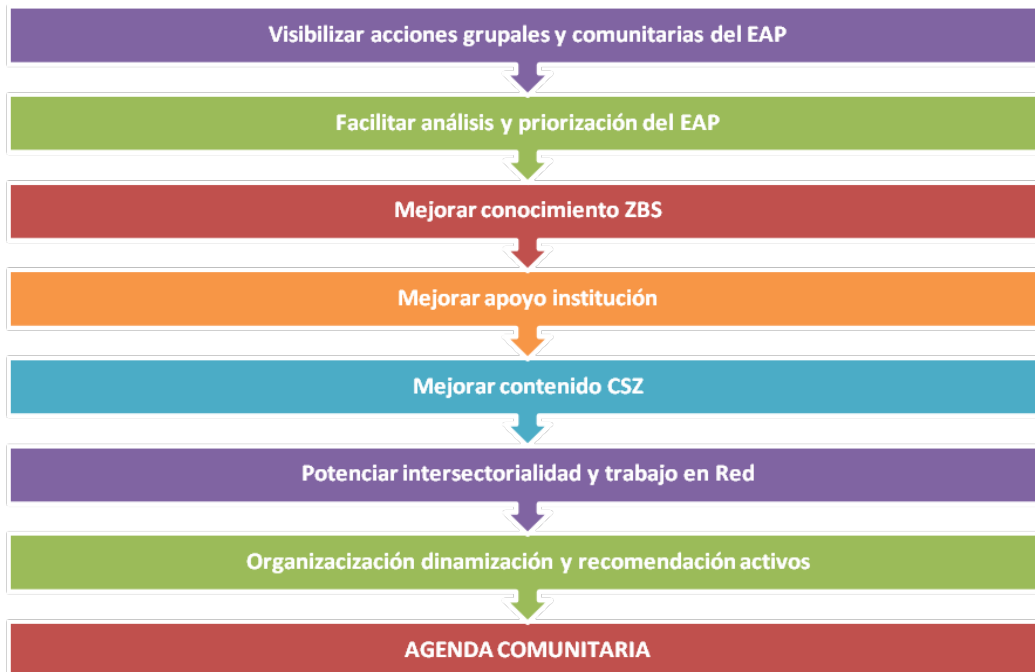 Visibilizar acciones grupales y comunitarias del EAP
Facilitar análisis y priorización del EAP
Mejorar conocimiento ZBS
Mejorar apoyo institución
Mejorar contenido CSZ
Potenciar intersectorialidad y trabajo en Red
Organizacización dinamización y recomendación activos
AGENDA COMUNITARIA